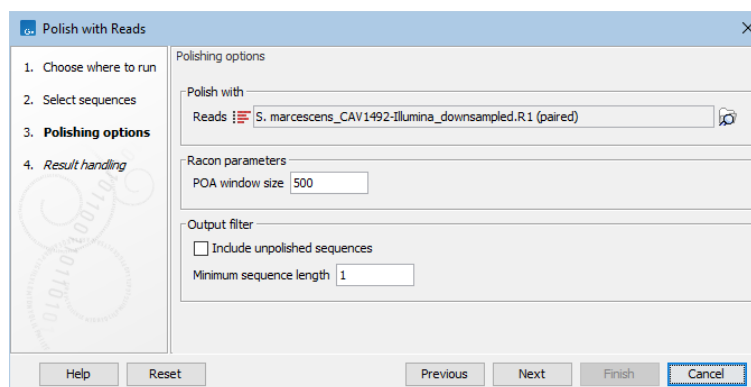 Polish with Reads
1. Choose where to run
2. Select sequences
3. Polishing options
4. Result handling
Polishing options
Polish with
Reads S. marcescens_CAV1492-Illumina_downsampled.R1 (paired)
Racon parameters
POA window size 500
Output filter
Include unpolished sequences
Minimum sequence length 1
Help Reset Previous Next Finish Cancel